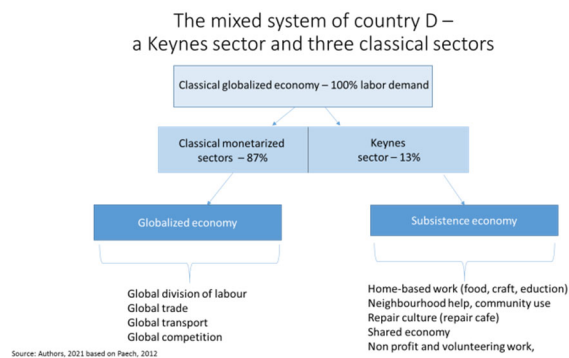 The mixed system of country D –
a Keynes sector and three classical sectors
Classical globalized economy – 100% labor demand
Classical monetarized
sectors – 87%
Keynes
sector – 13%
Globalized economy
Subsistence economy
Global division of labour
Global trade
Global transport
Global competition
Home-based work (food, craft, eduction)
Neighbourhood help, community use
Repair culture (repair cafe)
Shared economy
Non profit and volunteering work,
Source: Authors, 2021 based on Paech, 2012